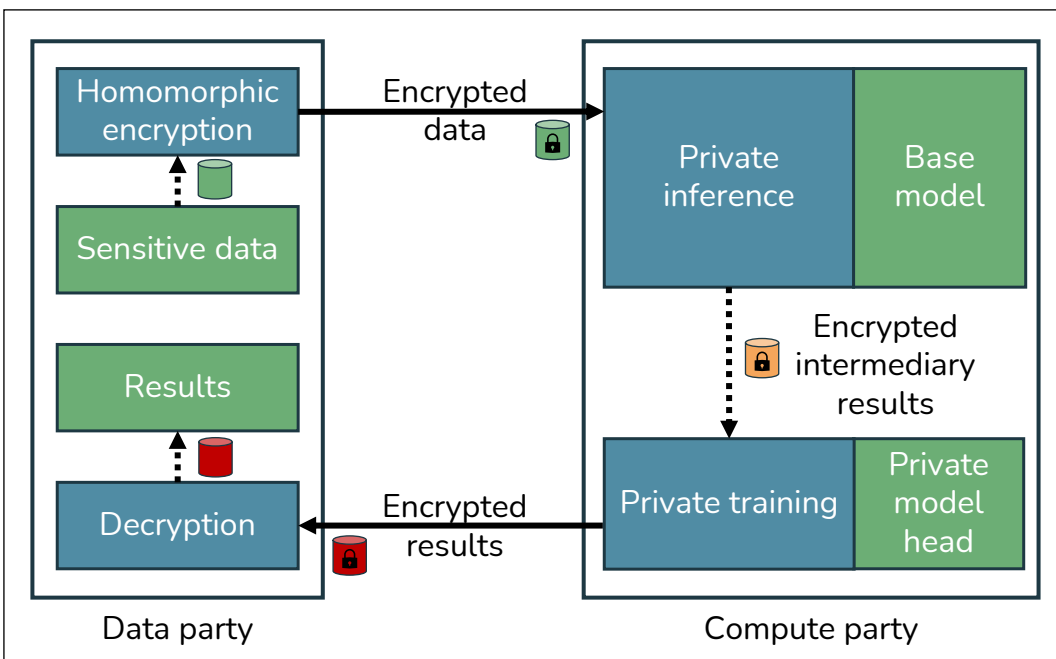 Homomorphic
encryption
Sensitive data
Results
Decryption
Data party
Encrypted
data
Encrypted
results
Private
inference
Base
model
Encrypted
intermediary
results
Private training
Private
model
head
Compute party